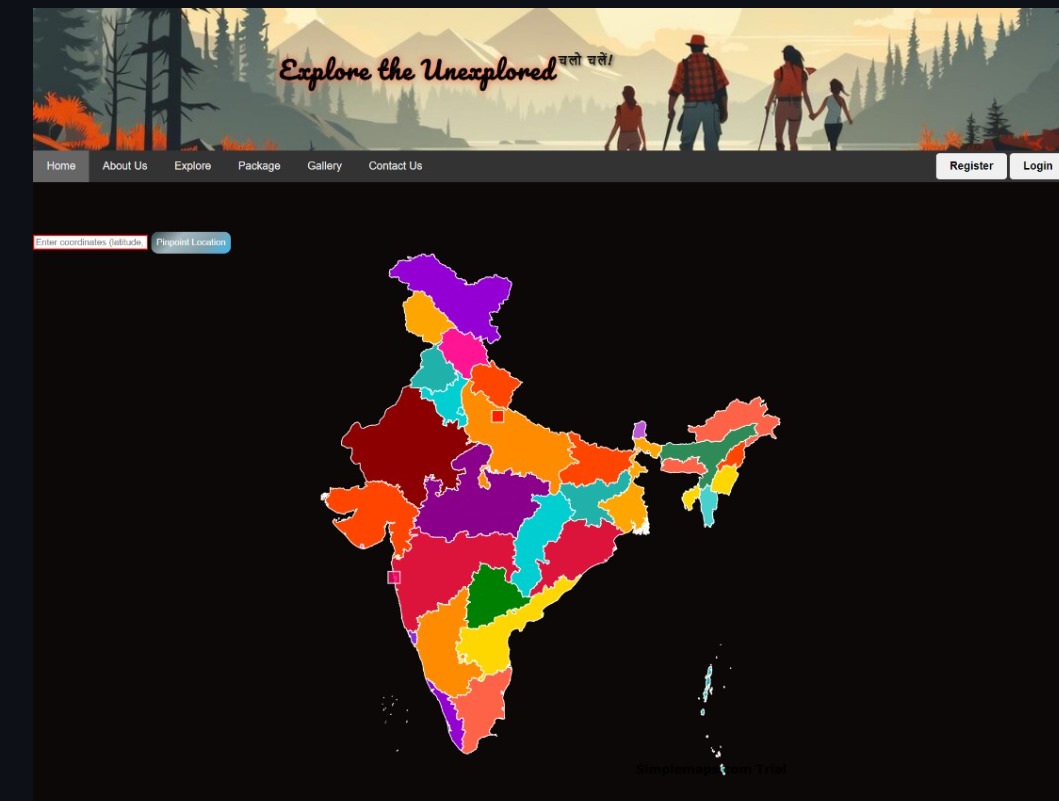 Explore the Unexplored चलो चलें!
Home About Us Explore Package Gallery Contact Us Register Login
Enter coordinates (latitude, Pinpoint Location
Simplemaps.com Trial